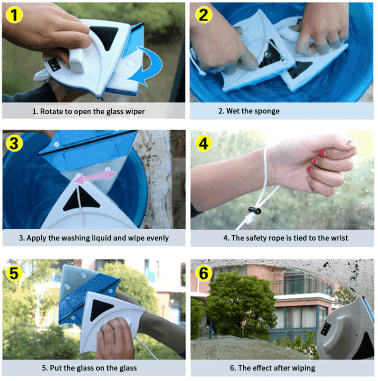 1
1. Rotate to open the glass wiper
2
2. Wet the sponge
3
3. Apply the washing liquid and wipe evenly
4
4. The safety rope is tied to the wrist
5
5. Put the glass on the glass
6
6. The effect after wiping